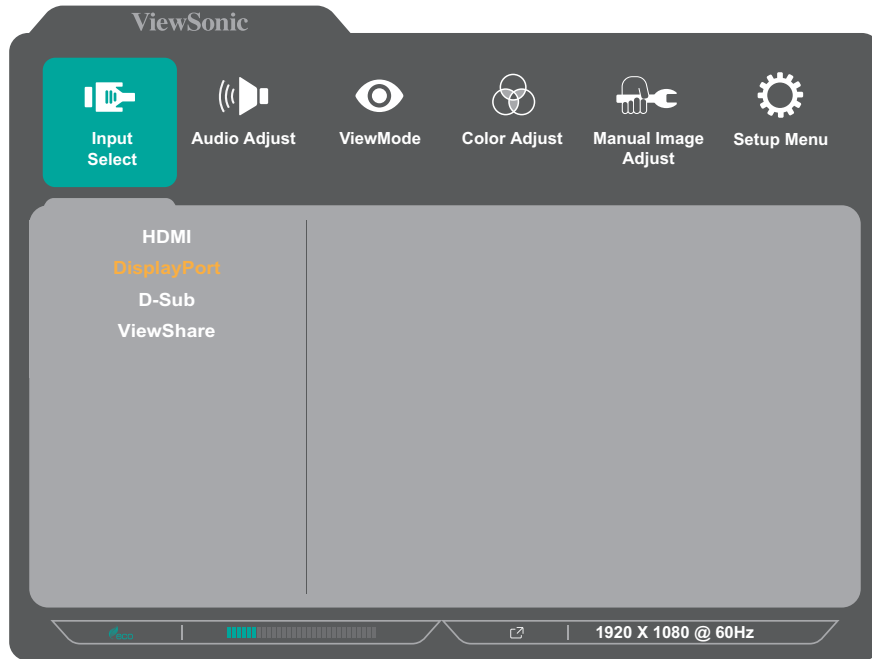 ViewSonic
Input
Select
Audio Adjust
ViewMode
Color Adjust
Manual Image
Adjust
Setup Menu
HDMI
DisplayPort
D-Sub
ViewShare
eco
1920 X 1080 @ 60Hz